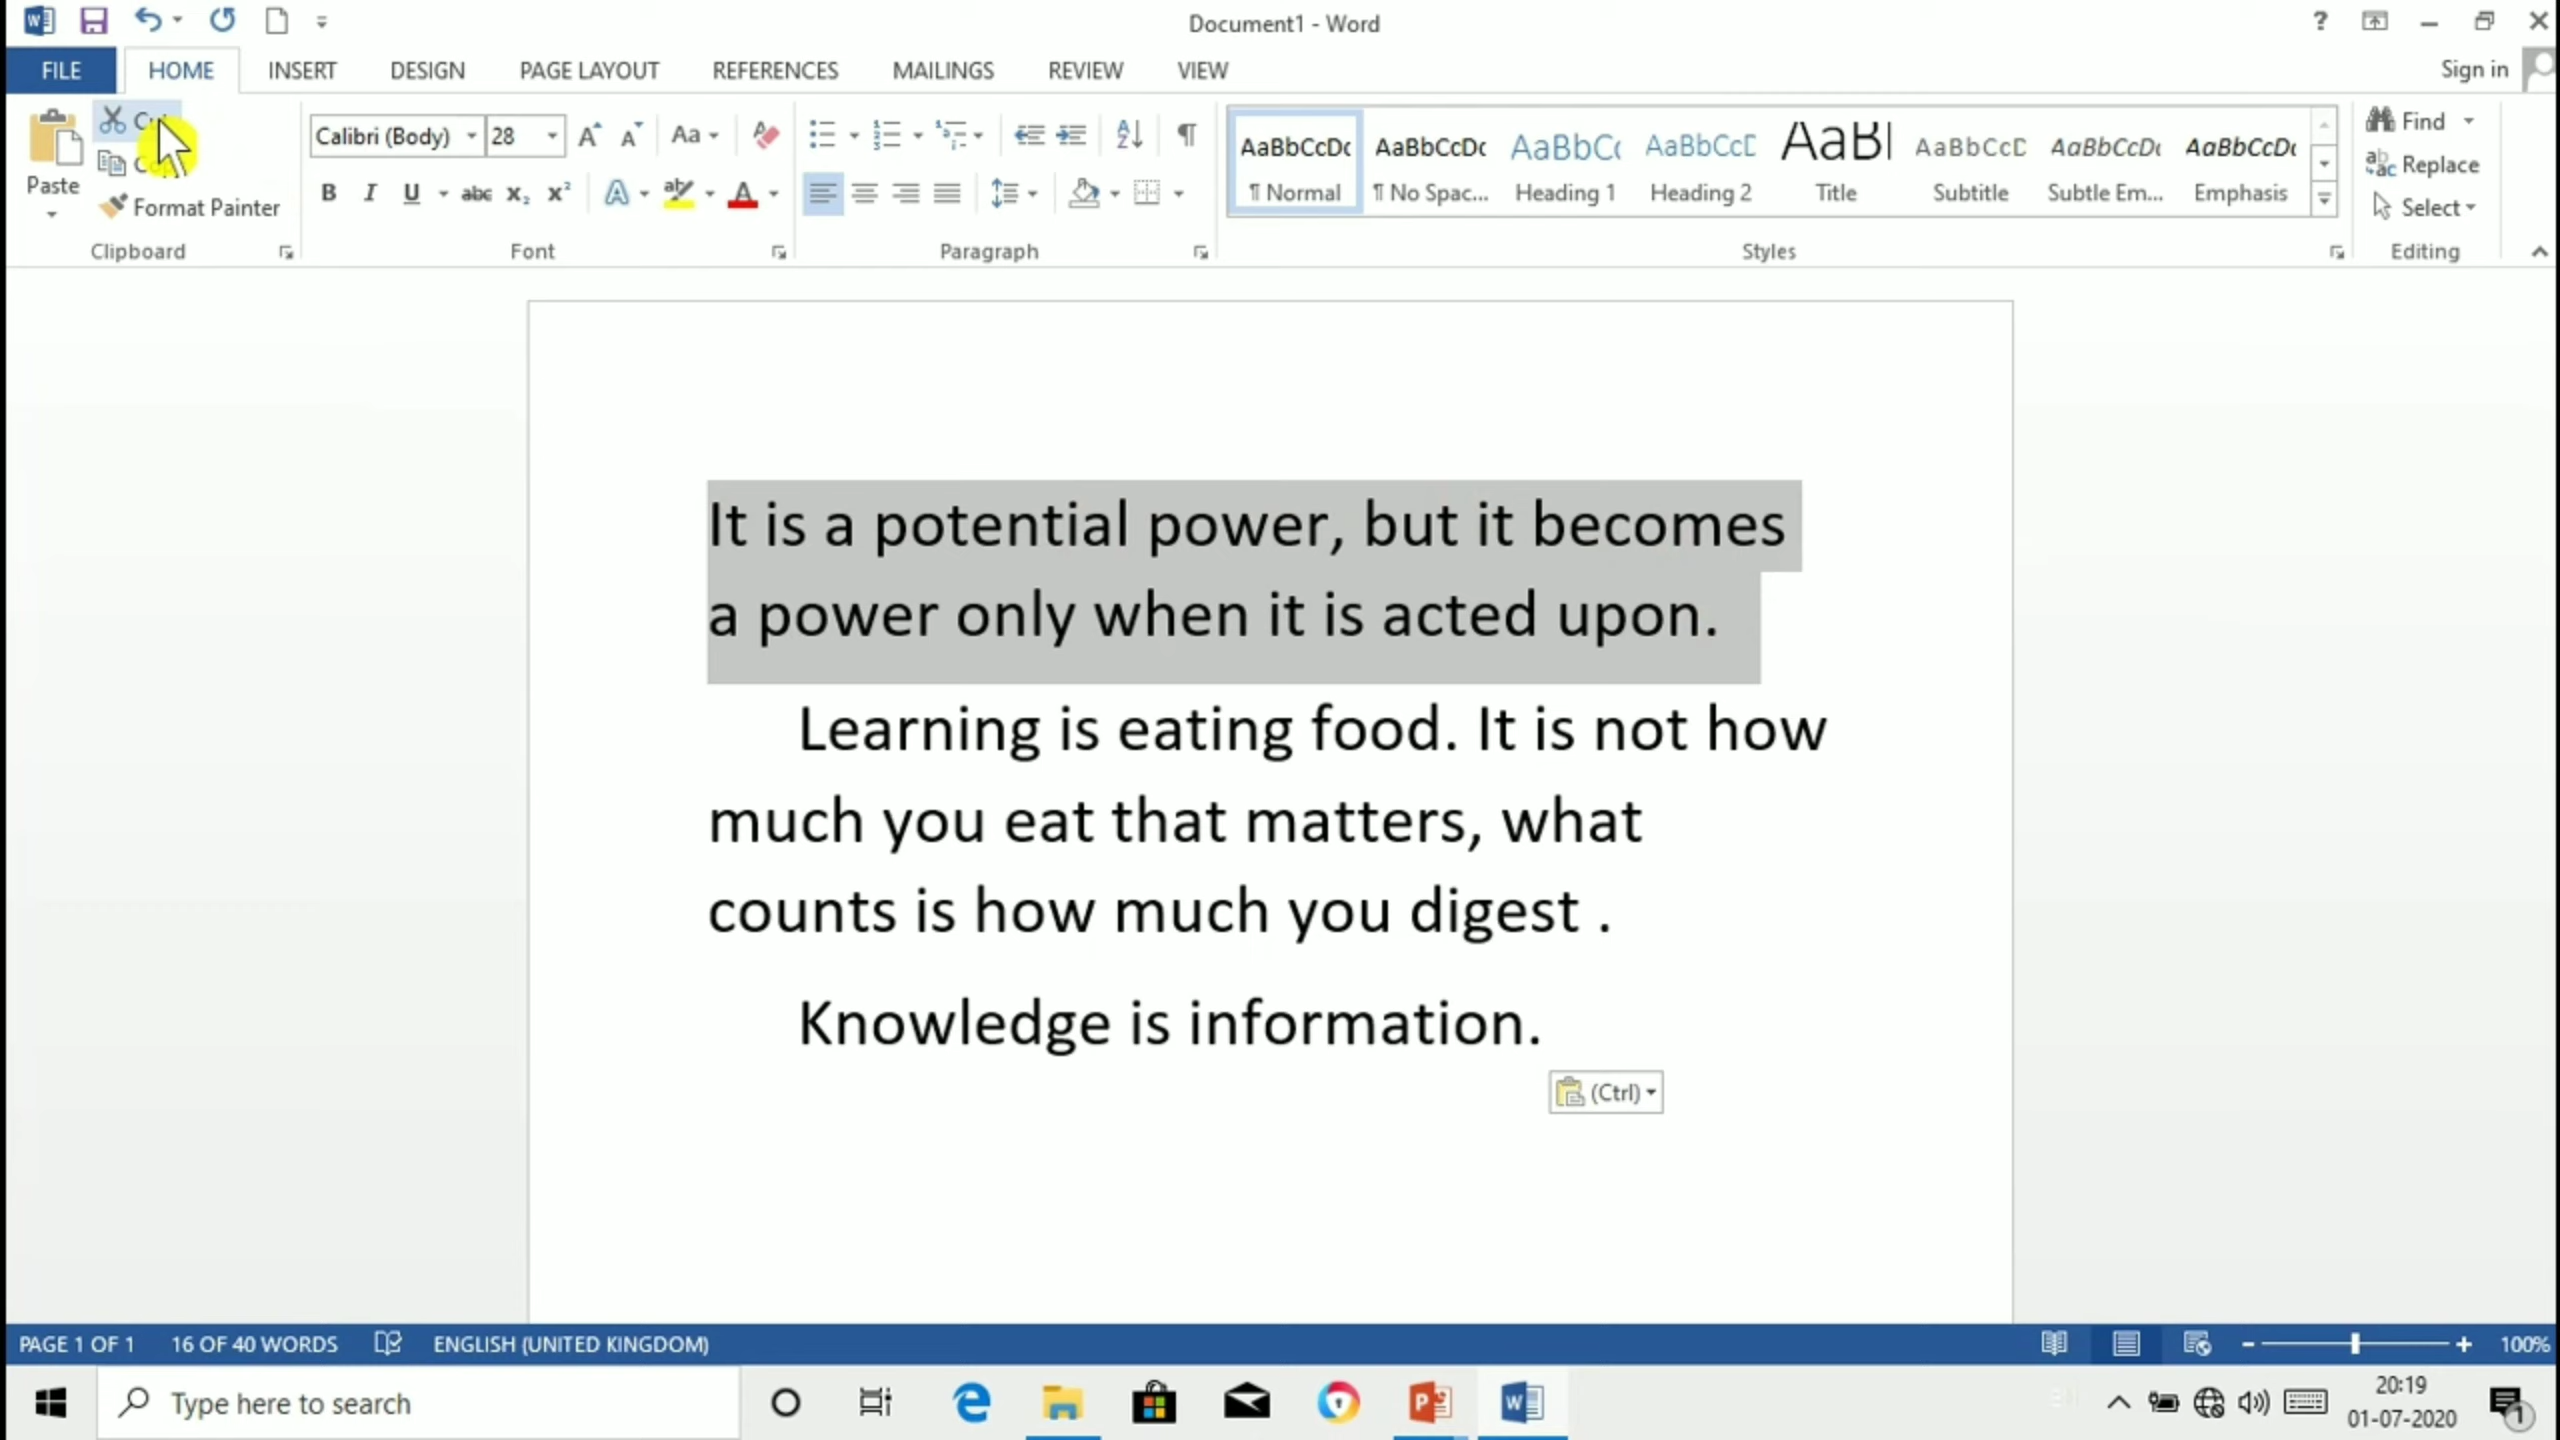 Document1 - Word
FILE HOME INSERT DESIGN PAGE LAYOUT REFERENCES MAILINGS REVIEW VIEW
Sign in
Paste
Format Painter
Clipboard
Calibri (Body) 28
Font
Paragraph
AaBbCcDc AaBbCcDc AaBbC AaBbCcD AaB AaBbCcD AaBbCcDc AaBbCcDc
¶ Normal ¶ No Spac... Heading 1 Heading 2 Title Subtitle Subtle Em... Emphasis
Styles
Find
Replace
Select
Editing
It is a potential power, but it becomes
a power only when it is acted upon.
Learning is eating food. It is not how
much you eat that matters, what
counts is how much you digest .
Knowledge is information.
(Ctrl)
PAGE 1 OF 1 16 OF 40 WORDS ENGLISH (UNITED KINGDOM)
100%
Type here to search
20:19
01-07-2020
1